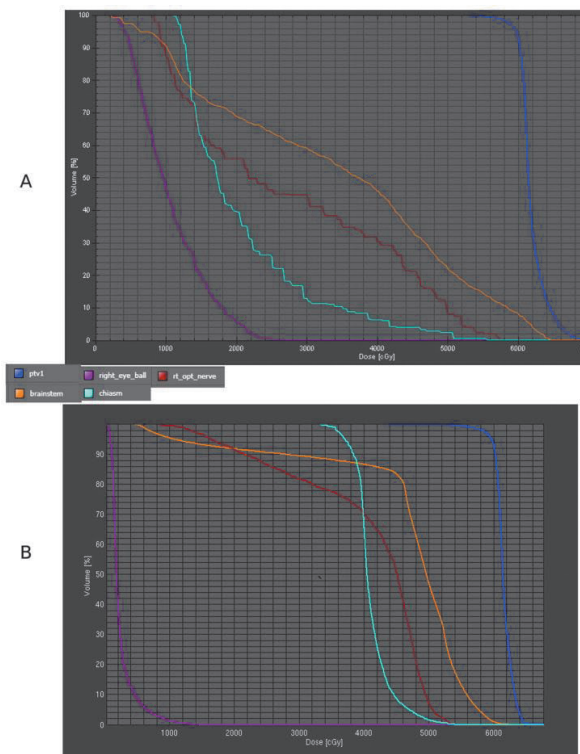 A
100
90
80
70
60
50
40
30
20
10
0
Volume [%]
0 1000 2000 3000 4000 5000 6000
Dose [cGy]
ptv1 right_eye_ball rt_opt_nerve
brainstem chiasm
B
90
80
70
60
50
40
30
20
10
0
Volume [%]
1000 2000 3000 4000 5000 6000
Dose [cGy]